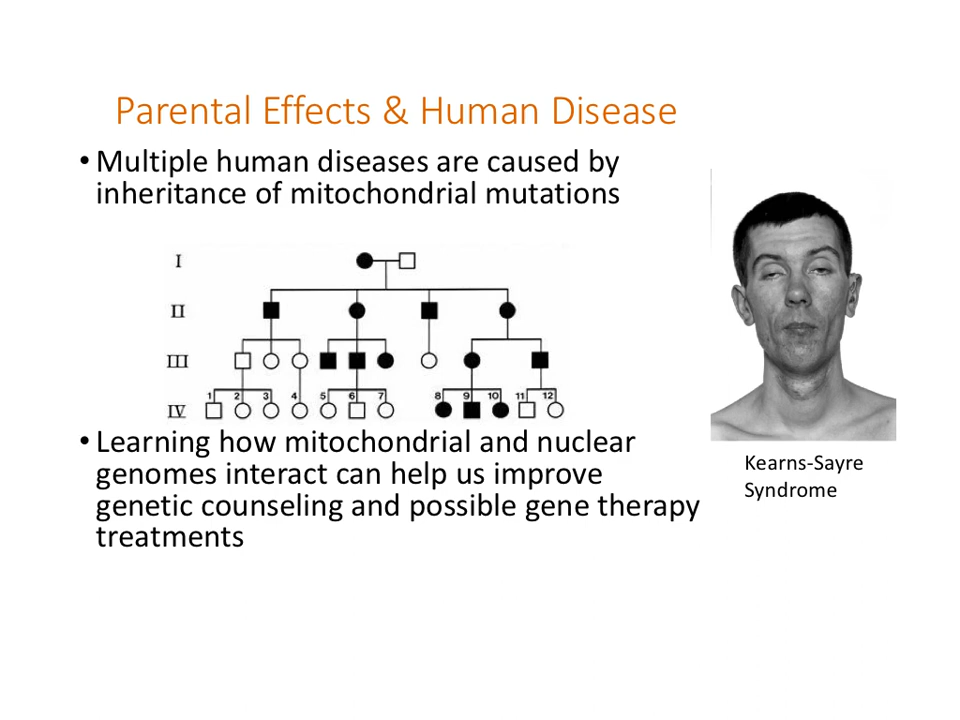 Parental Effects & Human Disease
• Multiple human diseases are caused by
inheritance of mitochondrial mutations
I
II
III
1 2 3 4 5 6 7 8 9 10 11 12
IV
• Learning how mitochondrial and nuclear
genomes interact can help us improve
genetic counseling and possible gene therapy
treatments
Kearns-Sayre
Syndrome